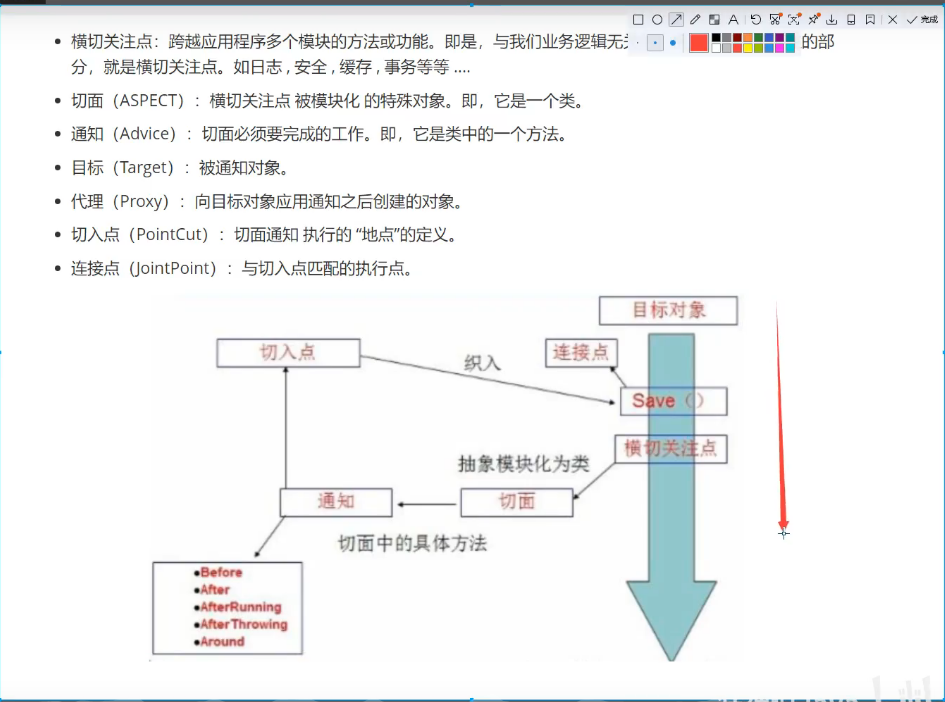 A
完成
横切关注点：跨越应用程序多个模块的方法或功能。即是，与我们业务逻辑无关的部
分，就是横切关注点。如日志 , 安全 , 缓存 , 事务等等 ....
切面（ASPECT）：横切关注点 被模块化 的特殊对象。即，它是一个类。
通知（Advice）：切面必须要完成的工作。即，它是类中的一个方法。
目标（Target）：被通知对象。
代理（Proxy）：向目标对象应用通知之后创建的对象。
切入点（PointCut）：切面通知 执行的 “地点”的定义。
连接点（JointPoint）：与切入点匹配的执行点。
目标对象
切入点
织入
连接点
Save（）
横切关注点
抽象模块化为类
通知
切面
切面中的具体方法
Before
After
AfterRunning
AfterThrowing
Around